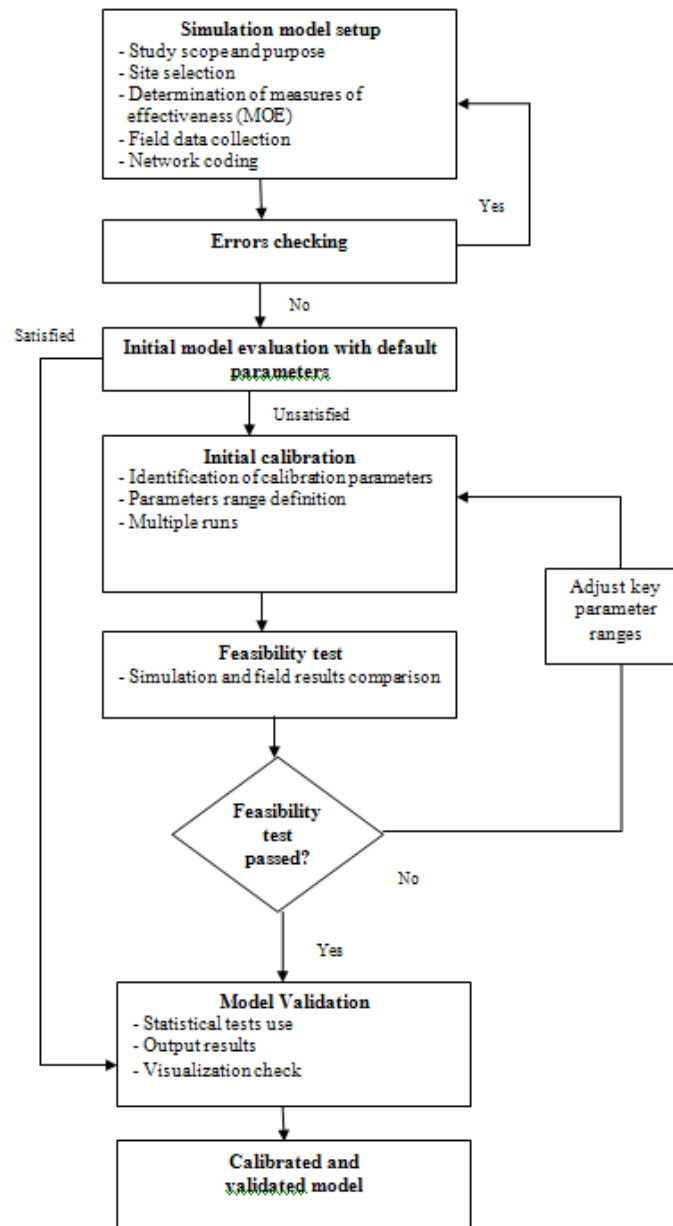 Simulation model setup
- Study scope and purpose
- Site selection
- Determination of measures of
effectiveness (MOE)
- Field data collection
- Network coding
Yes
Errors checking
No
Satisfied
Initial model evaluation with default
parameters
Unsatisfied
Initial calibration
- Identification of calibration parameters
- Parameters range definition
- Multiple runs
Adjust key
parameter
ranges
Feasibility test
- Simulation and field results comparison
Feasibility
test
passed?
No
Yes
Model Validation
- Statistical tests use
- Output results
- Visualization check
Calibrated and
validated model